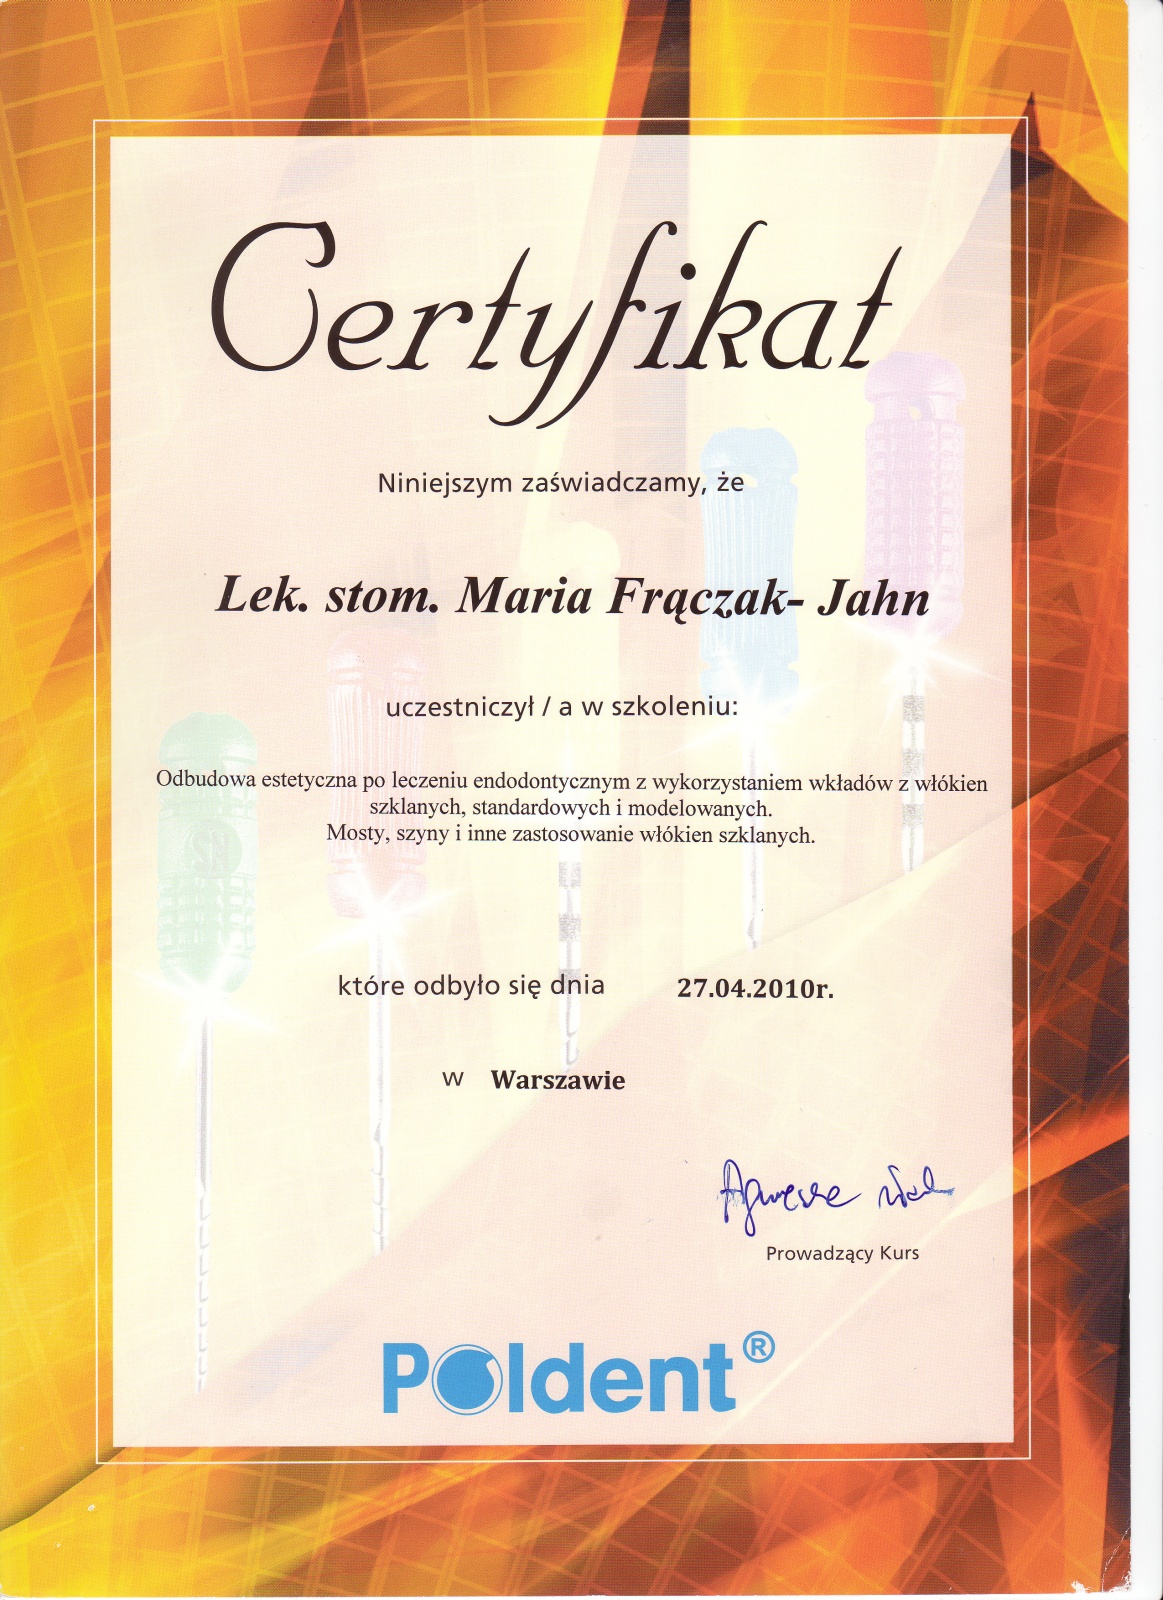 Certyfikat
Niniejszym zaświadczamy, że
Lek. stom. Maria Frączak- Jahn
uczestniczył / a w szkoleniu:
Odbudowa estetyczna po leczeniu endodontycznym z wykorzystaniem wkładów z włókien
szklanych, standardowych i modelowanych.
Mosty, szyny i inne zastosowanie włókien szklanych.
które odbyło się dnia 27.04.2010r.
w Warszawie
Prowadzący Kurs
Poldent®